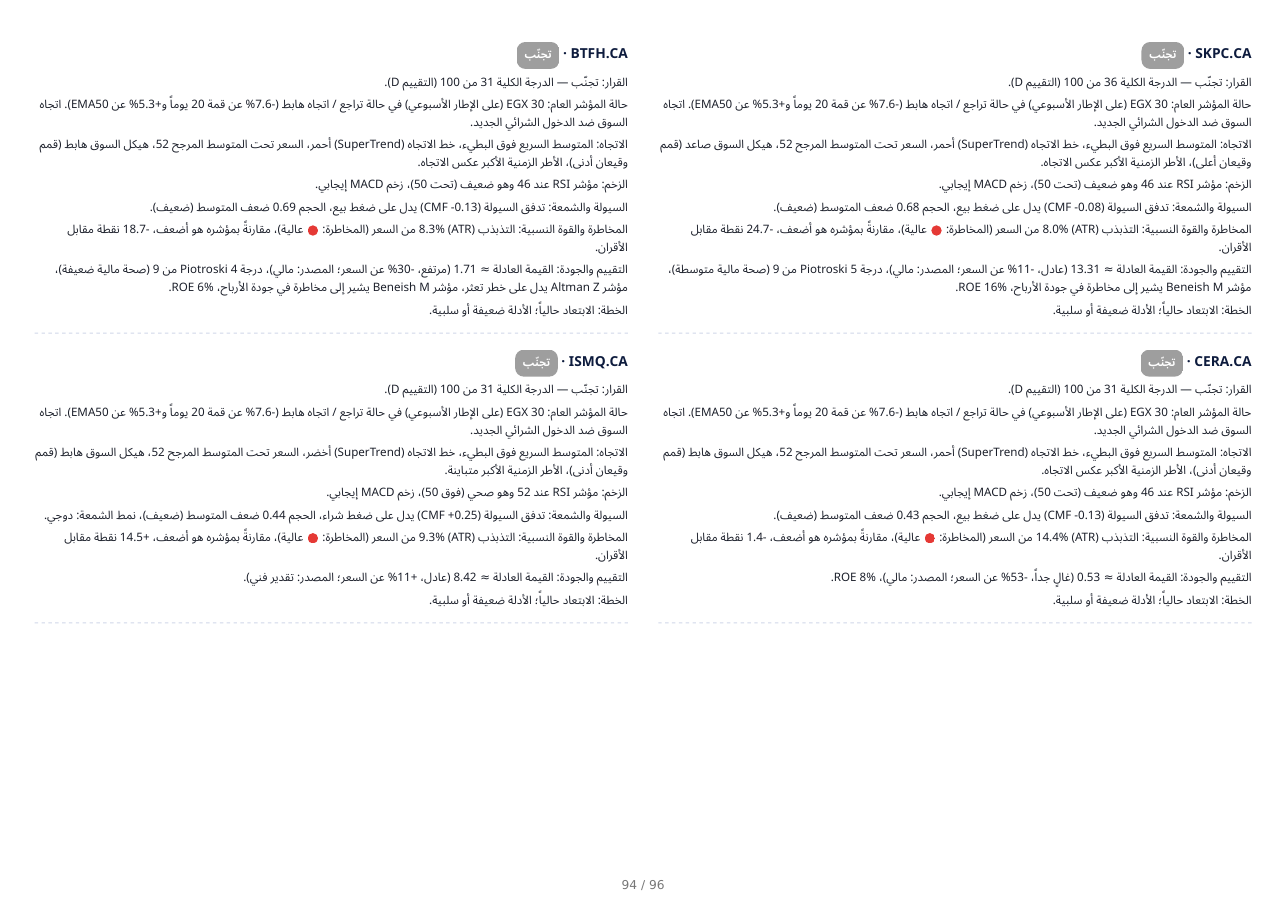 SKPC.CA · تجنّب
القرار: تجنّب — الدرجة الكلية 36 من 100 (التقييم D).
حالة المؤشر العام: EGX 30 (على الإطار الأسبوعي) في حالة تراجع / اتجاه هابط (-7.6% عن قمة 20 يوماً و+5.3% عن EMA50). اتجاه
السوق ضد الدخول الشرائي الجديد.
الاتجاه: المتوسط السريع فوق البطيء، خط الاتجاه (SuperTrend) أحمر، السعر تحت المتوسط المرجح 52، هيكل السوق صاعد (قمم
وقيعان أعلى)، الأطر الزمنية الأكبر عكس الاتجاه.
الزخم: مؤشر RSI عند 46 وهو ضعيف (تحت 50)، زخم MACD إيجابي.
السيولة والشمعة: تدفق السيولة (CMF -0.08) يدل على ضغط بيع، الحجم 0.68 ضعف المتوسط (ضعيف).
المخاطرة والقوة النسبية: التذبذب (ATR) 8.0% من السعر (المخاطرة: 🔴 عالية)، مقارنةً بمؤشره هو أضعف، -24.7 نقطة مقابل
الأقران.
التقييم والجودة: القيمة العادلة ≈ 13.31 (عادل، -11% عن السعر؛ المصدر: مالي)، درجة Piotroski 5 من 9 (صحة مالية متوسطة)،
مؤشر Beneish M يشير إلى مخاطرة في جودة الأرباح، ROE 16%.
الخطة: الابتعاد حالياً؛ الأدلة ضعيفة أو سلبية.
CERA.CA · تجنّب
القرار: تجنّب — الدرجة الكلية 31 من 100 (التقييم D).
حالة المؤشر العام: EGX 30 (على الإطار الأسبوعي) في حالة تراجع / اتجاه هابط (-7.6% عن قمة 20 يوماً و+5.3% عن EMA50). اتجاه
السوق ضد الدخول الشرائي الجديد.
الاتجاه: المتوسط السريع فوق البطيء، خط الاتجاه (SuperTrend) أحمر، السعر تحت المتوسط المرجح 52، هيكل السوق هابط (قمم
وقيعان أدنى)، الأطر الزمنية الأكبر عكس الاتجاه.
الزخم: مؤشر RSI عند 46 وهو ضعيف (تحت 50)، زخم MACD إيجابي.
السيولة والشمعة: تدفق السيولة (CMF -0.13) يدل على ضغط بيع، الحجم 0.43 ضعف المتوسط (ضعيف).
المخاطرة والقوة النسبية: التذبذب (ATR) 14.4% من السعر (المخاطرة: 🔴 عالية)، مقارنةً بمؤشره هو أضعف، -1.4 نقطة مقابل
الأقران.
التقييم والجودة: القيمة العادلة ≈ 0.53 (غالٍ جداً، -53% عن السعر؛ المصدر: مالي)، ROE 8%.
الخطة: الابتعاد حالياً؛ الأدلة ضعيفة أو سلبية.
BTFH.CA · تجنّب
القرار: تجنّب — الدرجة الكلية 31 من 100 (التقييم D).
حالة المؤشر العام: EGX 30 (على الإطار الأسبوعي) في حالة تراجع / اتجاه هابط (-7.6% عن قمة 20 يوماً و+5.3% عن EMA50). اتجاه
السوق ضد الدخول الشرائي الجديد.
الاتجاه: المتوسط السريع فوق البطيء، خط الاتجاه (SuperTrend) أحمر، السعر تحت المتوسط المرجح 52، هيكل السوق هابط (قمم
وقيعان أدنى)، الأطر الزمنية الأكبر عكس الاتجاه.
الزخم: مؤشر RSI عند 46 وهو ضعيف (تحت 50)، زخم MACD إيجابي.
السيولة والشمعة: تدفق السيولة (CMF -0.13) يدل على ضغط بيع، الحجم 0.69 ضعف المتوسط (ضعيف).
المخاطرة والقوة النسبية: التذبذب (ATR) 8.3% من السعر (المخاطرة: 🔴 عالية)، مقارنةً بمؤشره هو أضعف، -18.7 نقطة مقابل
الأقران.
التقييم والجودة: القيمة العادلة ≈ 1.71 (مرتفع، -30% عن السعر؛ المصدر: مالي)، درجة Piotroski 4 من 9 (صحة مالية ضعيفة)،
مؤشر Altman Z يدل على خطر تعثر، مؤشر Beneish M يشير إلى مخاطرة في جودة الأرباح، ROE 6%.
الخطة: الابتعاد حالياً؛ الأدلة ضعيفة أو سلبية.
ISMQ.CA · تجنّب
القرار: تجنّب — الدرجة الكلية 31 من 100 (التقييم D).
حالة المؤشر العام: EGX 30 (على الإطار الأسبوعي) في حالة تراجع / اتجاه هابط (-7.6% عن قمة 20 يوماً و+5.3% عن EMA50). اتجاه
السوق ضد الدخول الشرائي الجديد.
الاتجاه: المتوسط السريع فوق البطيء، خط الاتجاه (SuperTrend) أخضر، السعر تحت المتوسط المرجح 52، هيكل السوق هابط (قمم
وقيعان أدنى)، الأطر الزمنية الأكبر متباينة.
الزخم: مؤشر RSI عند 52 وهو صحي (فوق 50)، زخم MACD إيجابي.
السيولة والشمعة: تدفق السيولة (CMF +0.25) يدل على ضغط شراء، الحجم 0.44 ضعف المتوسط (ضعيف)، نمط الشمعة: دوجي.
المخاطرة والقوة النسبية: التذبذب (ATR) 9.3% من السعر (المخاطرة: 🔴 عالية)، مقارنةً بمؤشره هو أضعف، +14.5 نقطة مقابل
الأقران.
التقييم والجودة: القيمة العادلة ≈ 8.42 (عادل، +11% عن السعر؛ المصدر: تقدير فني).
الخطة: الابتعاد حالياً؛ الأدلة ضعيفة أو سلبية.
94 / 96